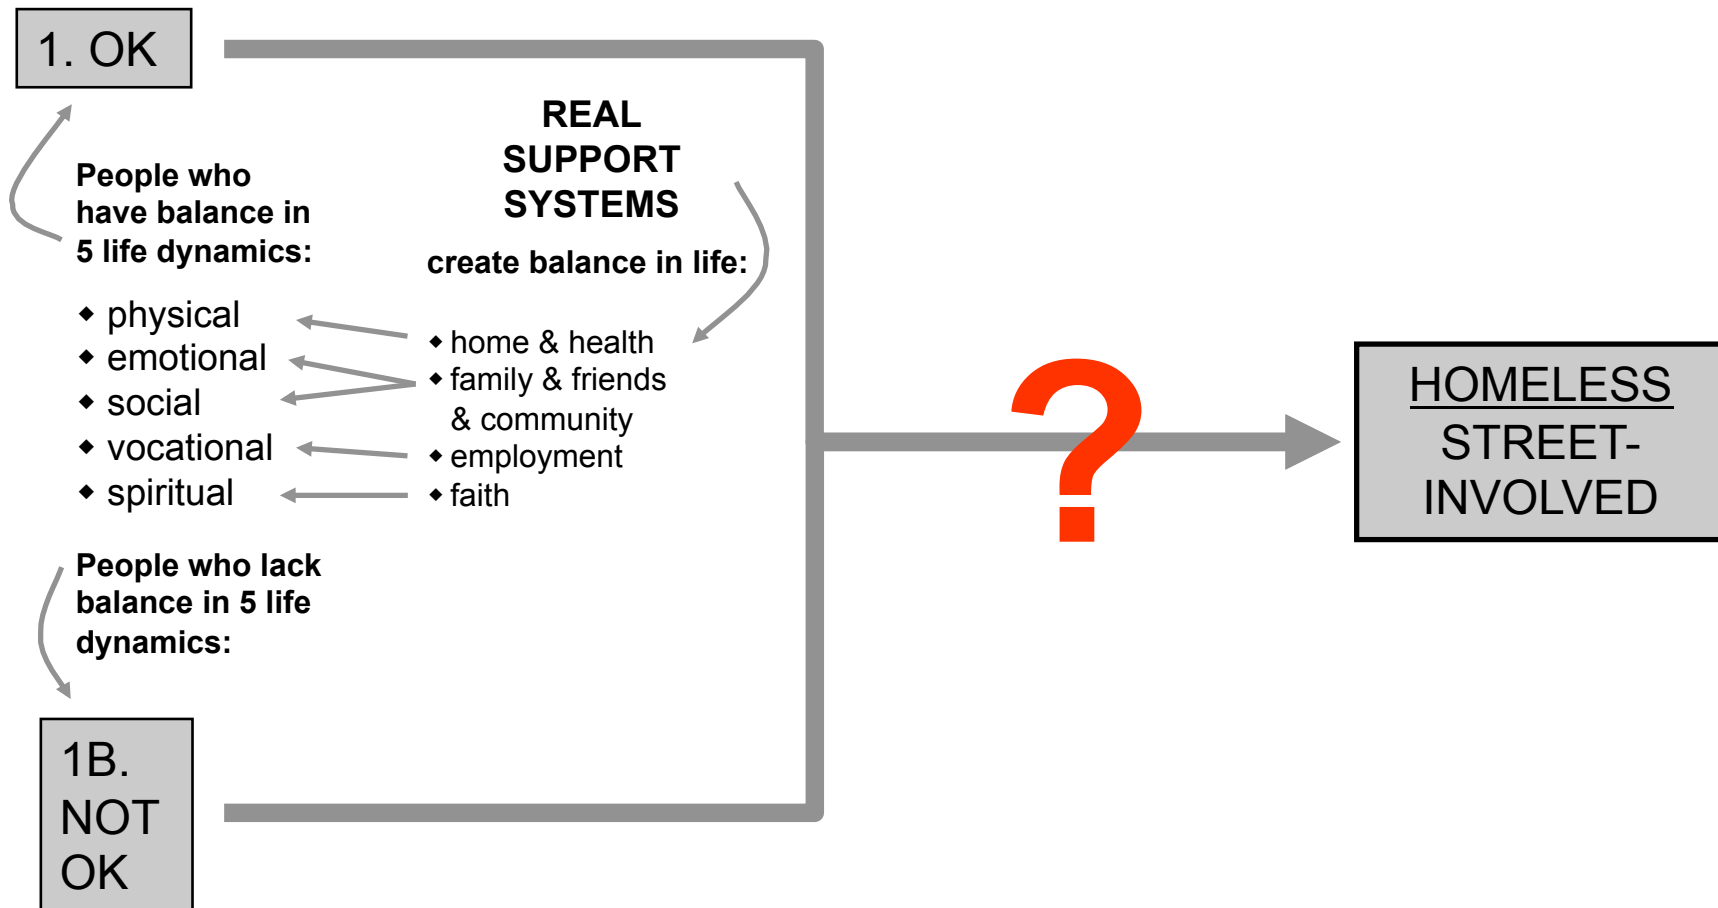 1. OK
People who
have balance in
5 life dynamics:
◆ physical
◆ emotional
◆ social
◆ vocational
◆ spiritual
REAL
SUPPORT
SYSTEMS
create balance in life:
◆ home & health
◆ family & friends
& community
◆ employment
◆ faith
People who lack
balance in 5 life
dynamics:
1B.
NOT
OK
?
HOMELESS
STREET-
INVOLVED